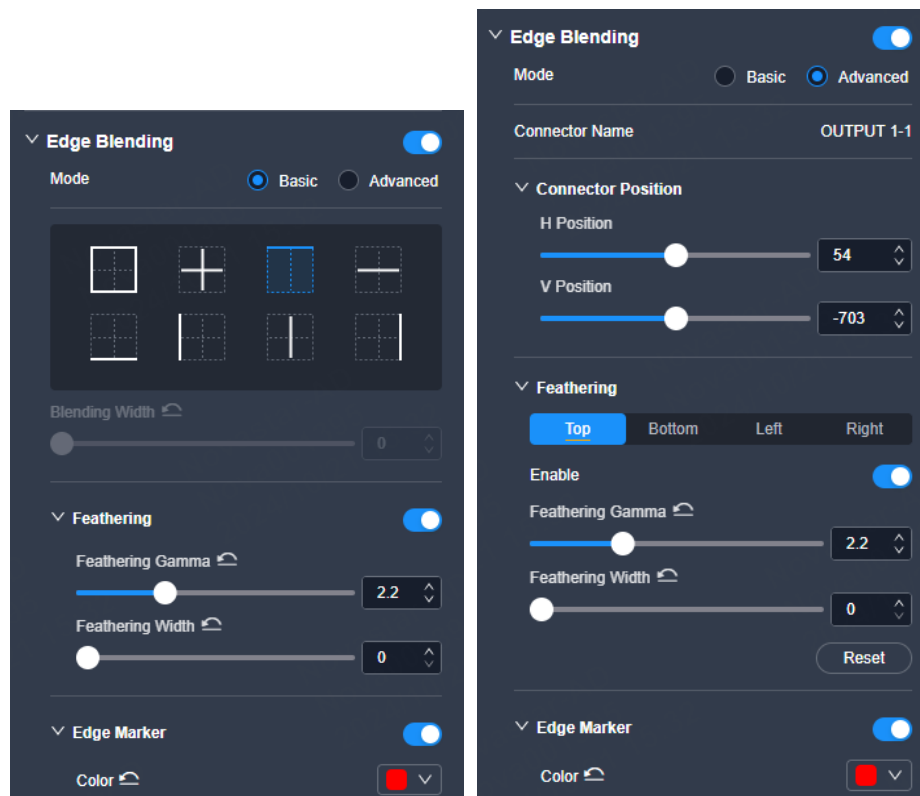 Edge Blending
Mode Basic Advanced
Blending Width
0
Feathering
Feathering Gamma
2.2
Feathering Width
0
Edge Marker
Color
Edge Blending
Mode Basic Advanced
Connector Name OUTPUT 1-1
Connector Position
H Position
54
V Position
-703
Feathering
Top Bottom Left Right
Enable
Feathering Gamma
2.2
Feathering Width
0
Reset
Edge Marker
Color